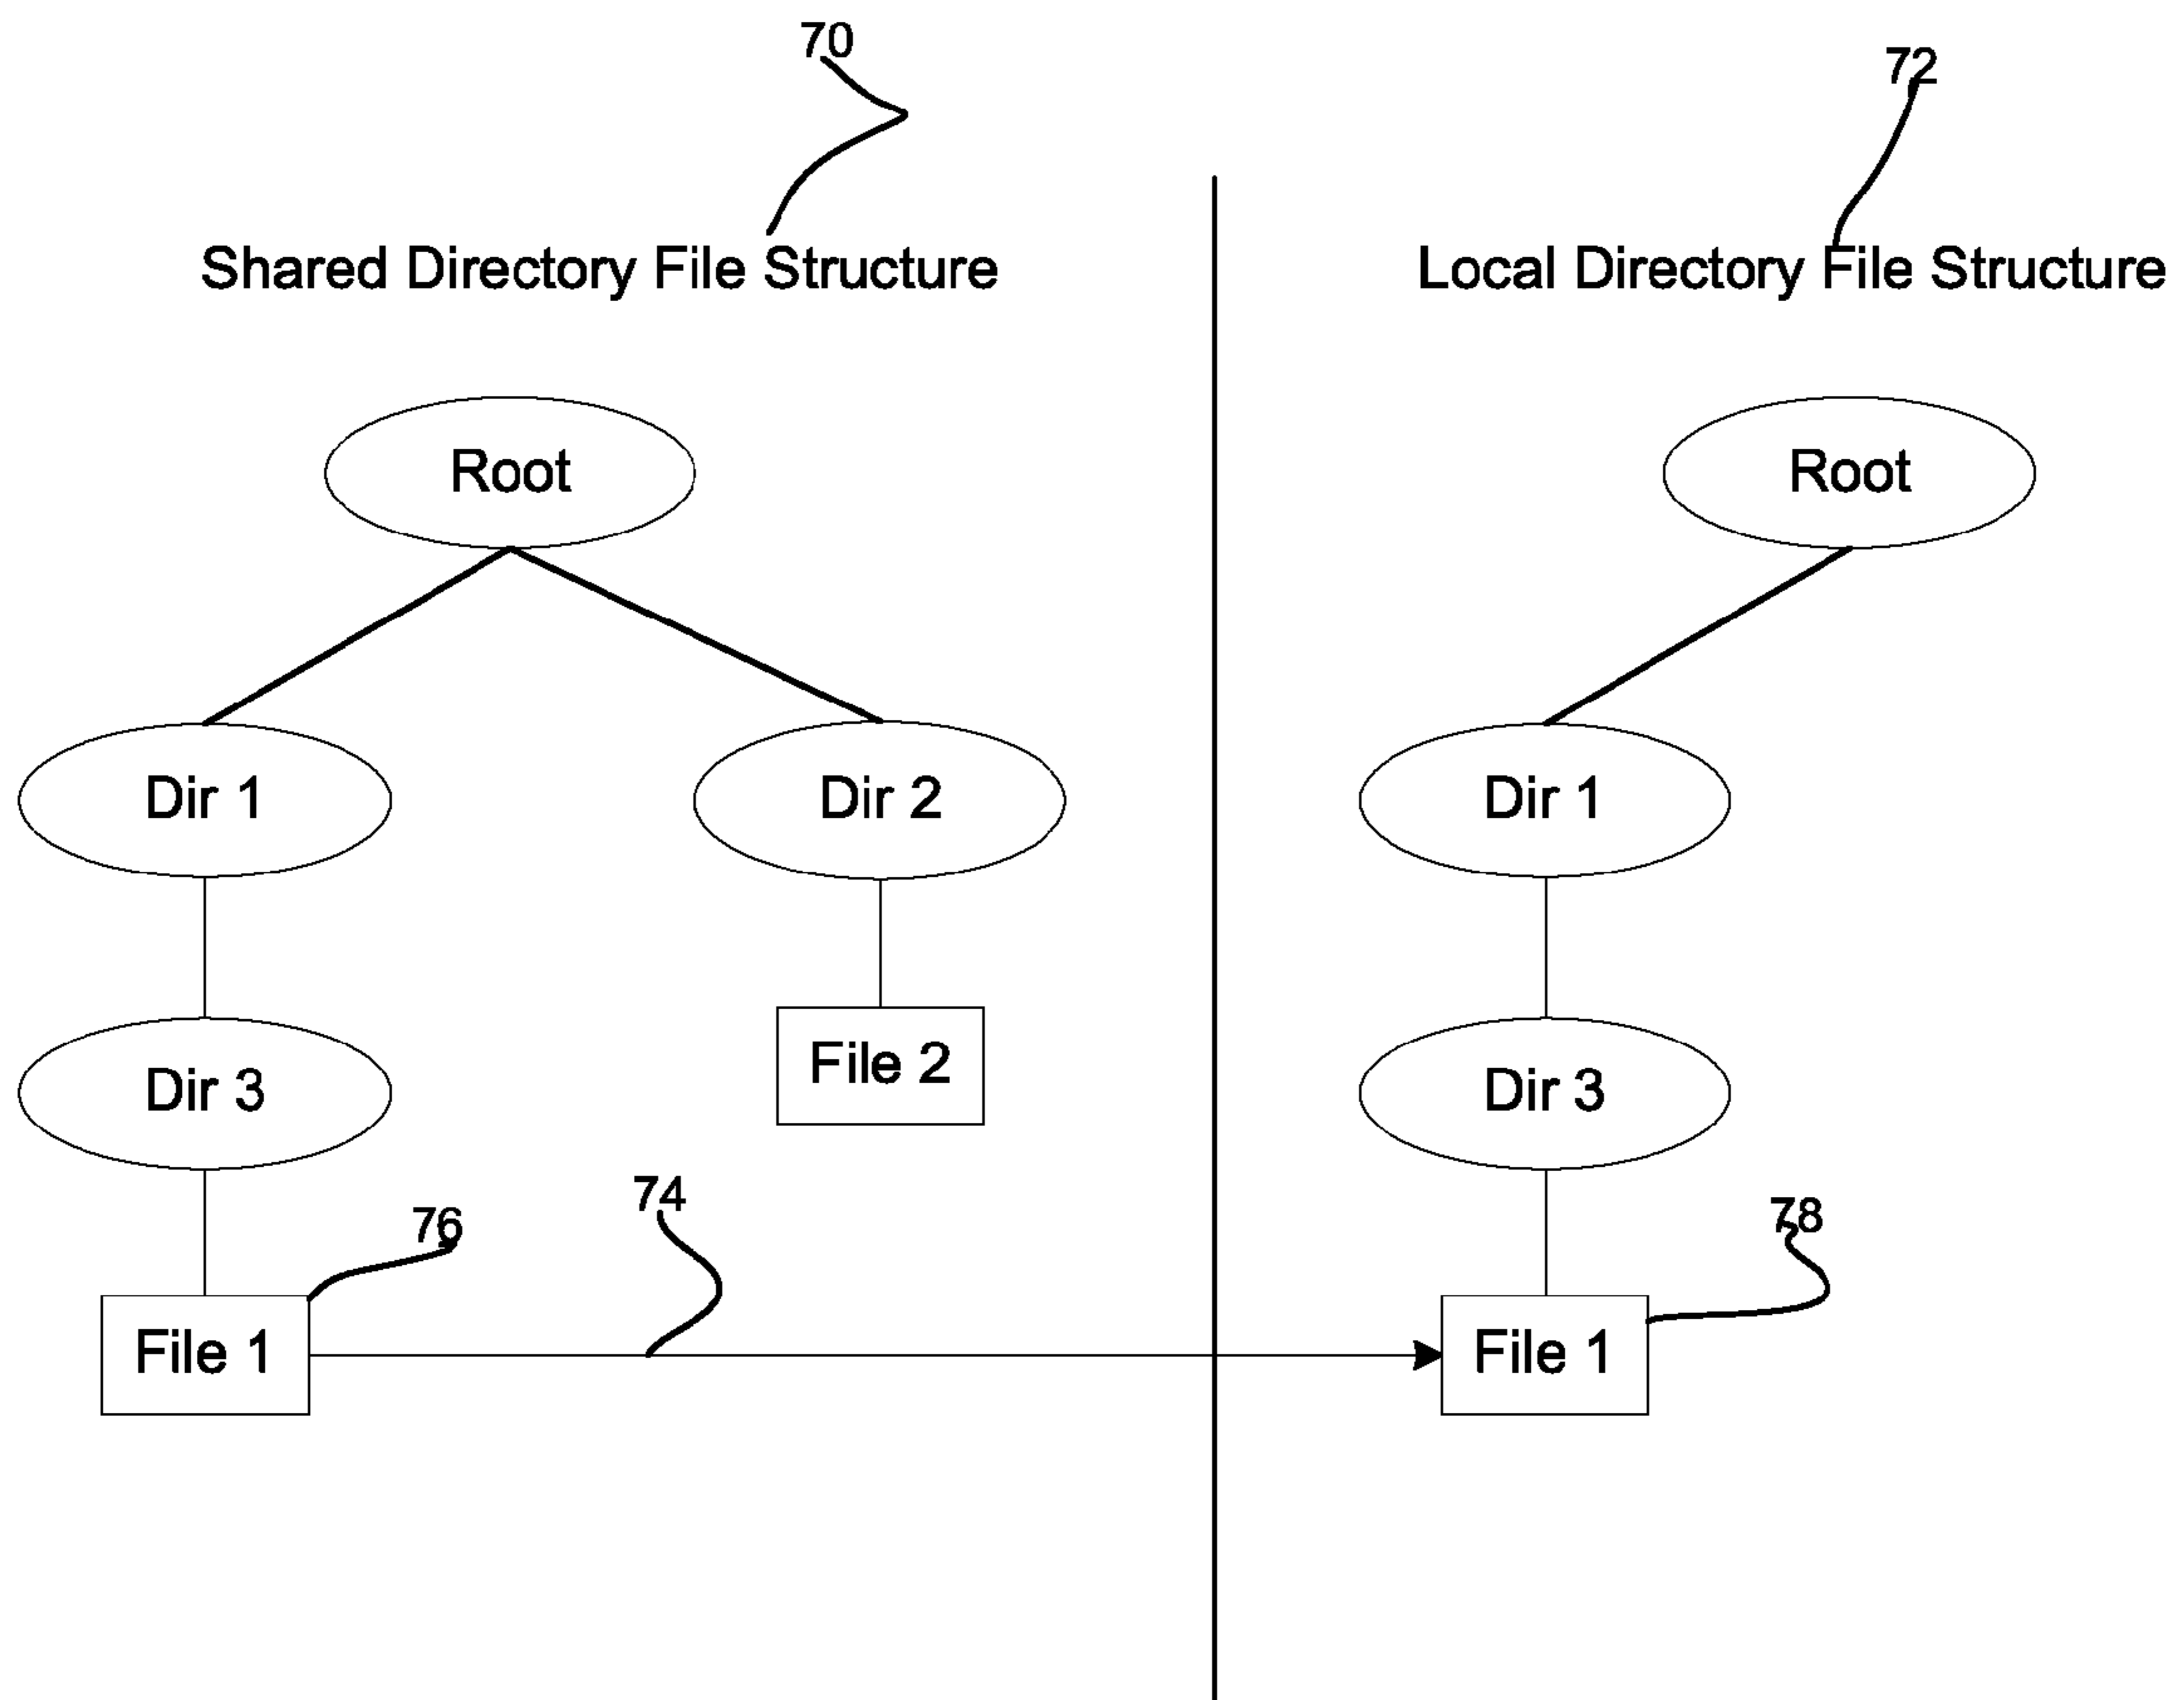 70
72
Shared Directory File Structure
Local Directory File Structure
Root
Root
Dir 1
Dir 2
Dir 1
File 2
Dir 3
Dir 3
74
76
78
File 1
File 1